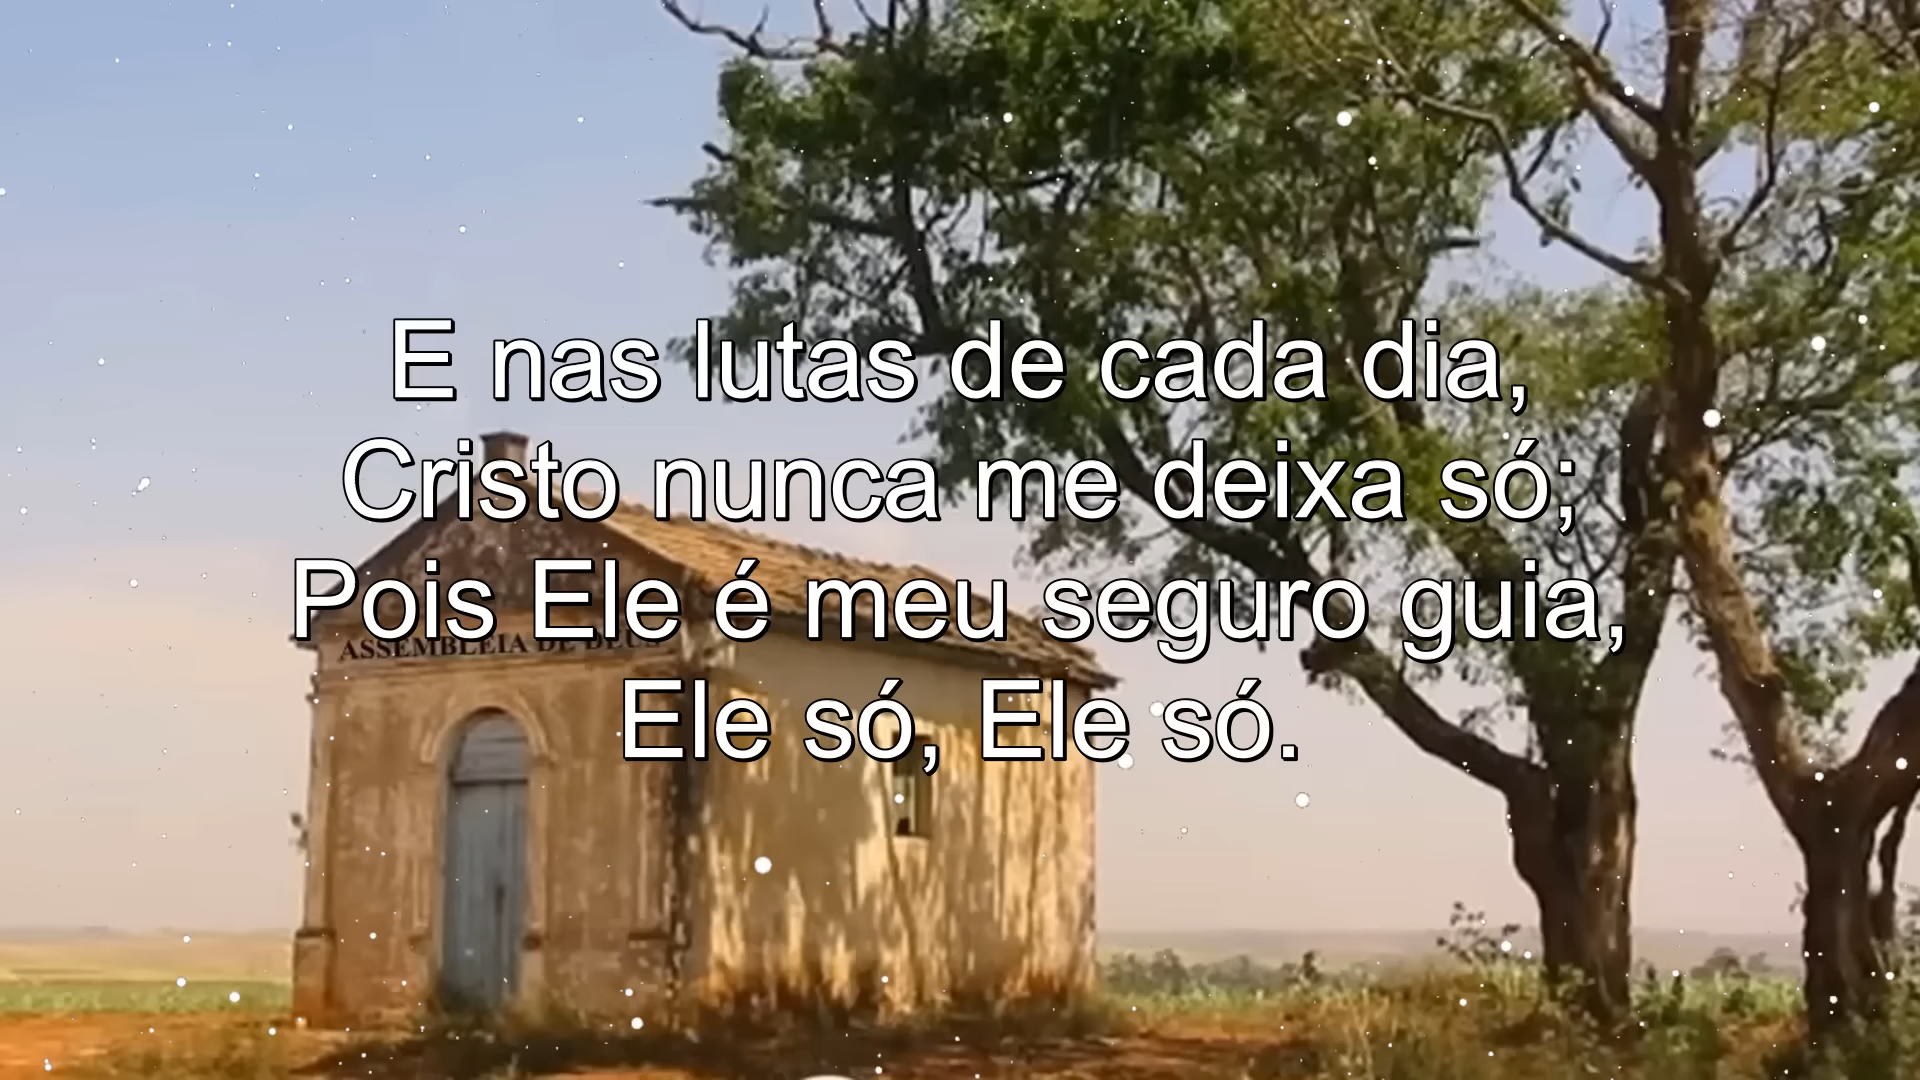 E nas lutas de cada dia,
Cristo nunca me deixa só;
Pois Ele é meu seguro guia,
ASSEMBLEIA DE DEUS
Ele só, Ele só.